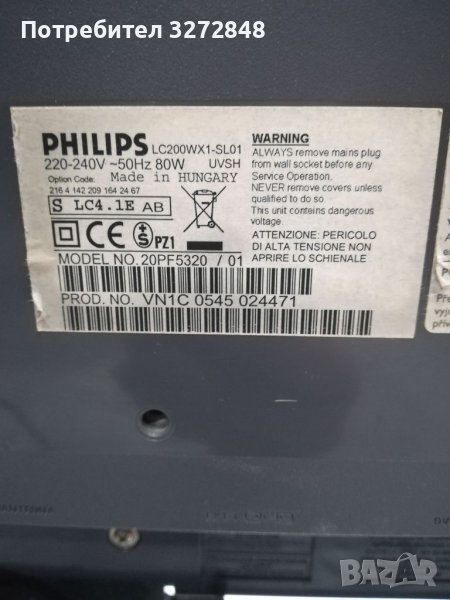 Потребител 3272848
PHILIPS LC200WX1-SL01
220-240V ~50Hz 80W UVSH
Option Code: Made in HUNGARY
216 4 142 209 164 24 67
S LC4.1E AB
CE S PZ1
MODEL NO. 20PF5320 / 01
PROD. NO. VN1C 0545 024471
WARNING
ALWAYS remove mains plug
from wall socket before any
Service Operation.
NEVER remove covers unless
qualified to do so.
This unit contains dangerous
voltage.
ATTENZIONE: PERICOLO
DI ALTA TENSIONE NON
APRIRE LO SCHIENALE
BAZAR